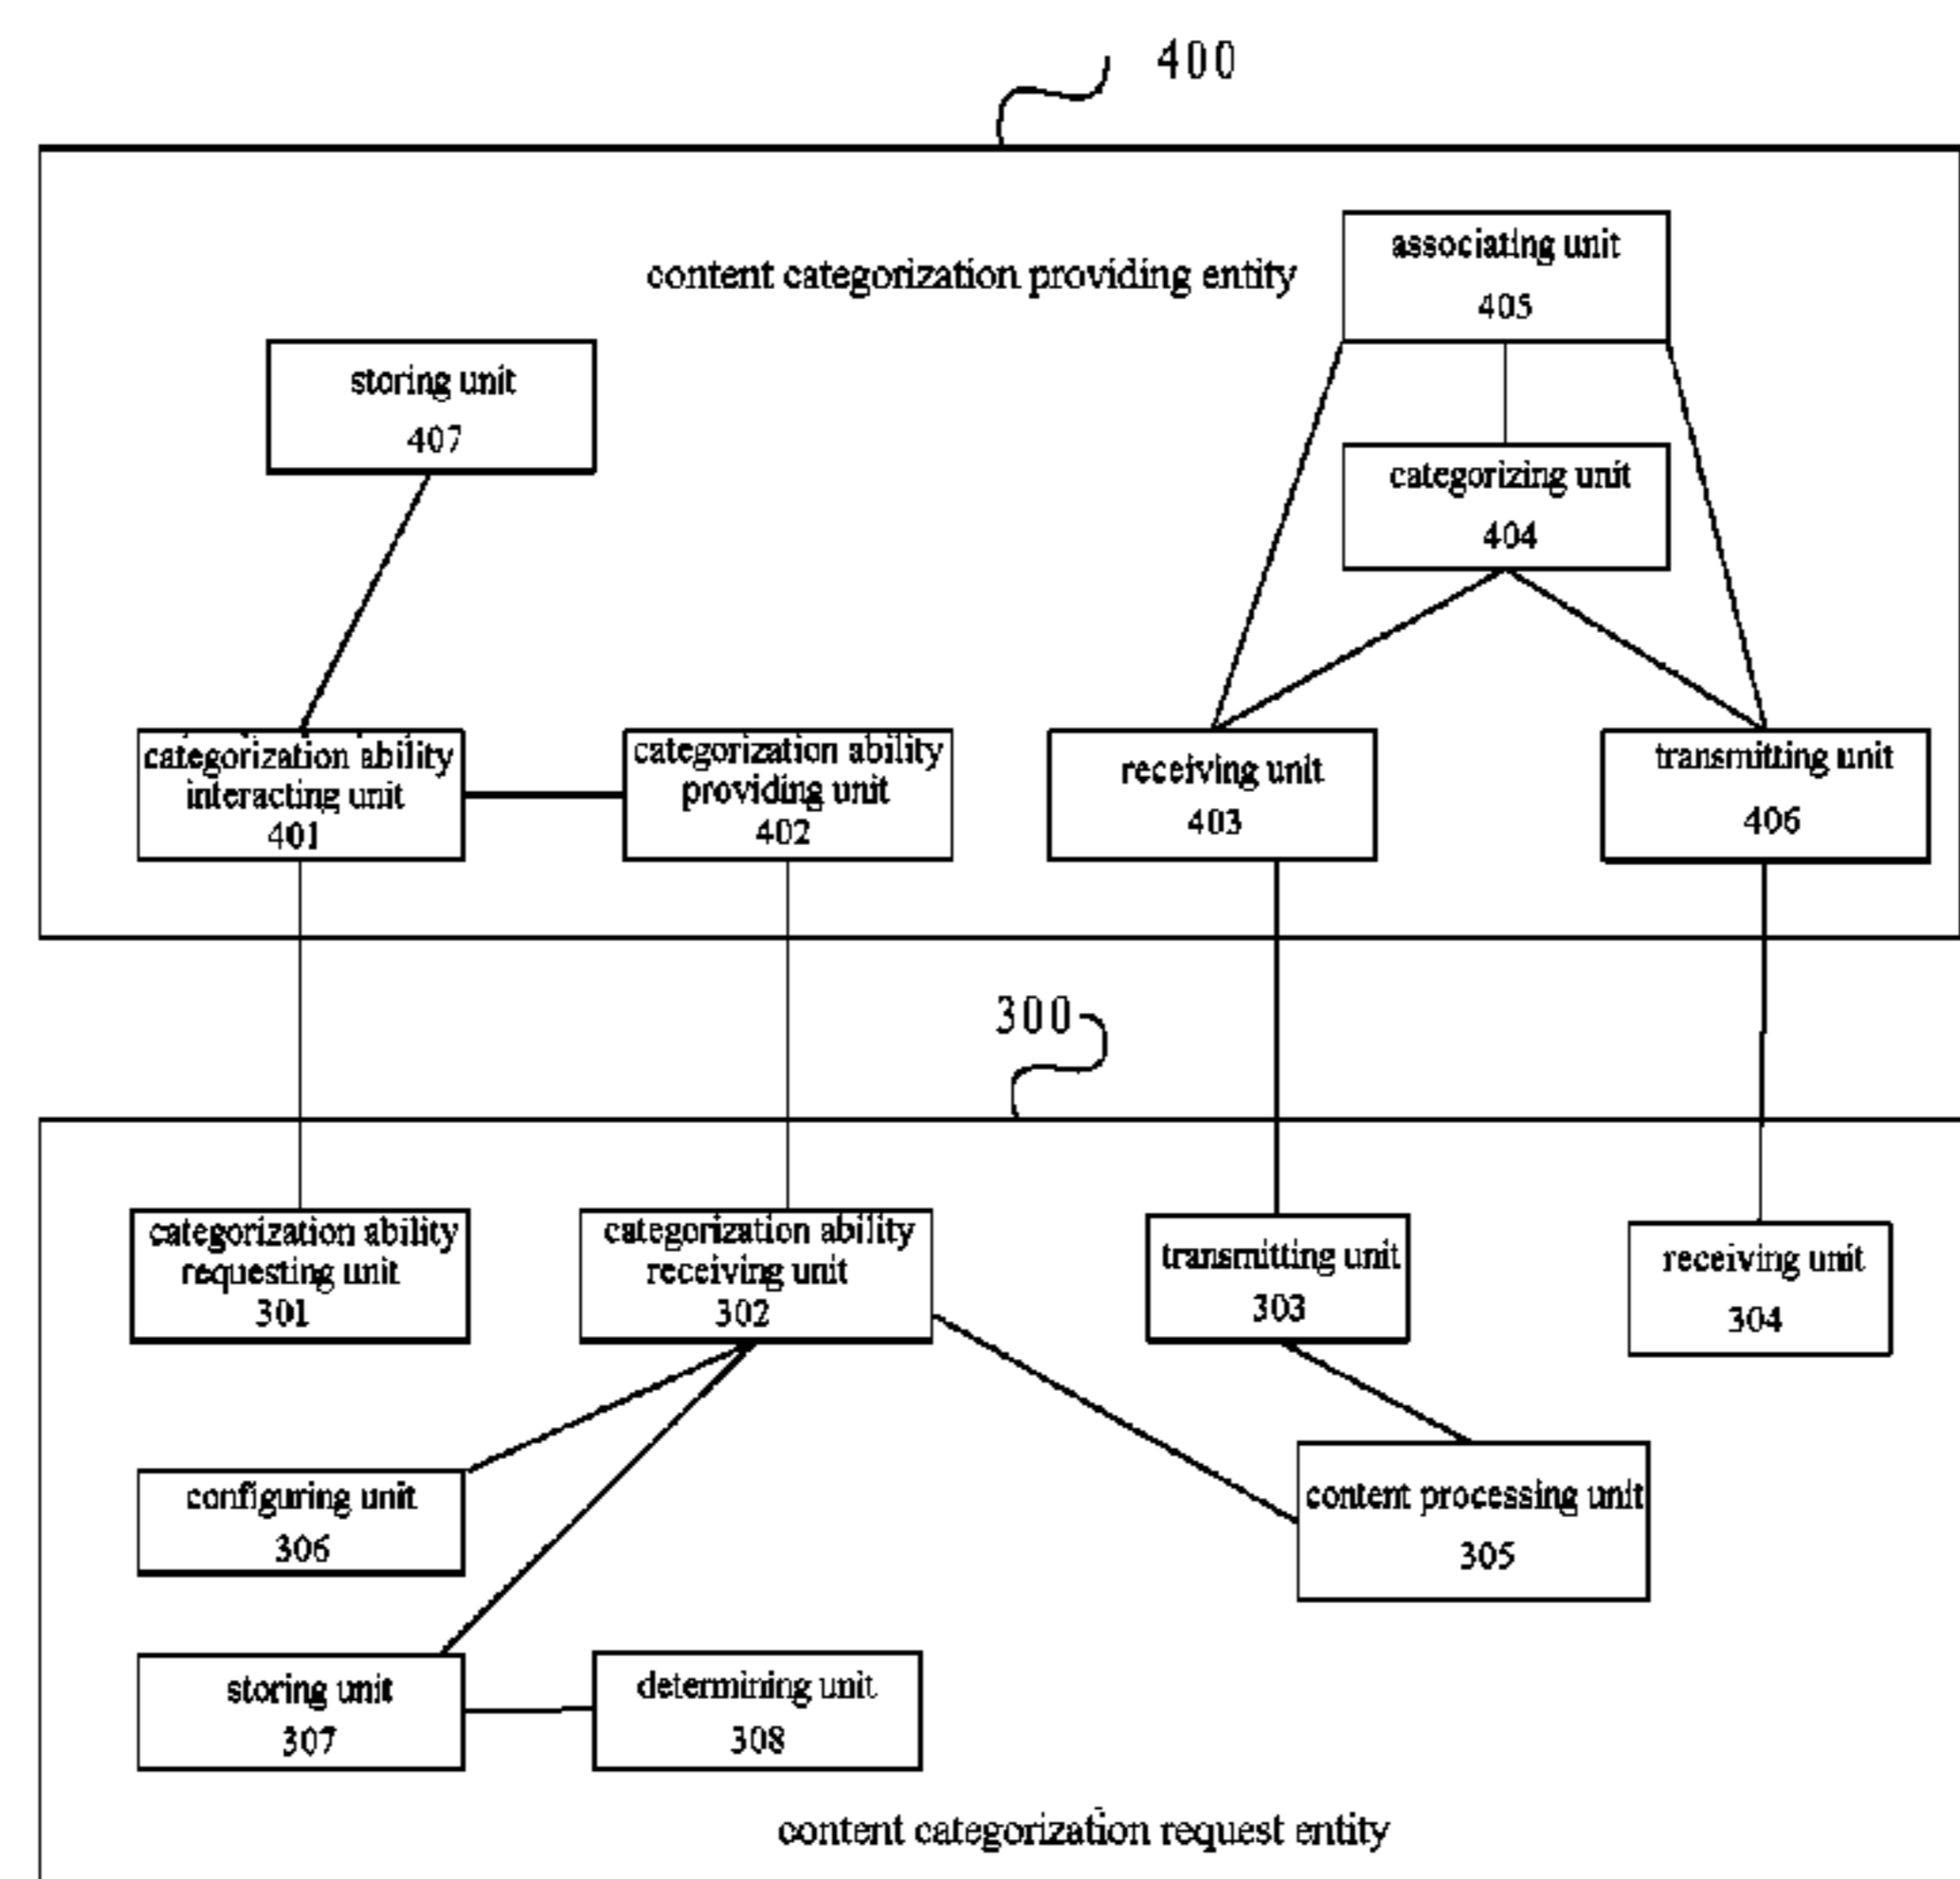 400
associating unit
405
content categorization providing entity
storing unit
407
categorizing unit
404
categorization ability
interacting unit
401
categorization ability
providing unit
402
receiving unit
403
transmitting unit
406
300
categorization ability
requesting unit
301
categorization ability
receiving unit
302
transmitting unit
303
receiving unit
304
configuring unit
306
content processing unit
305
storing unit
307
determining unit
308
content categorization request entity